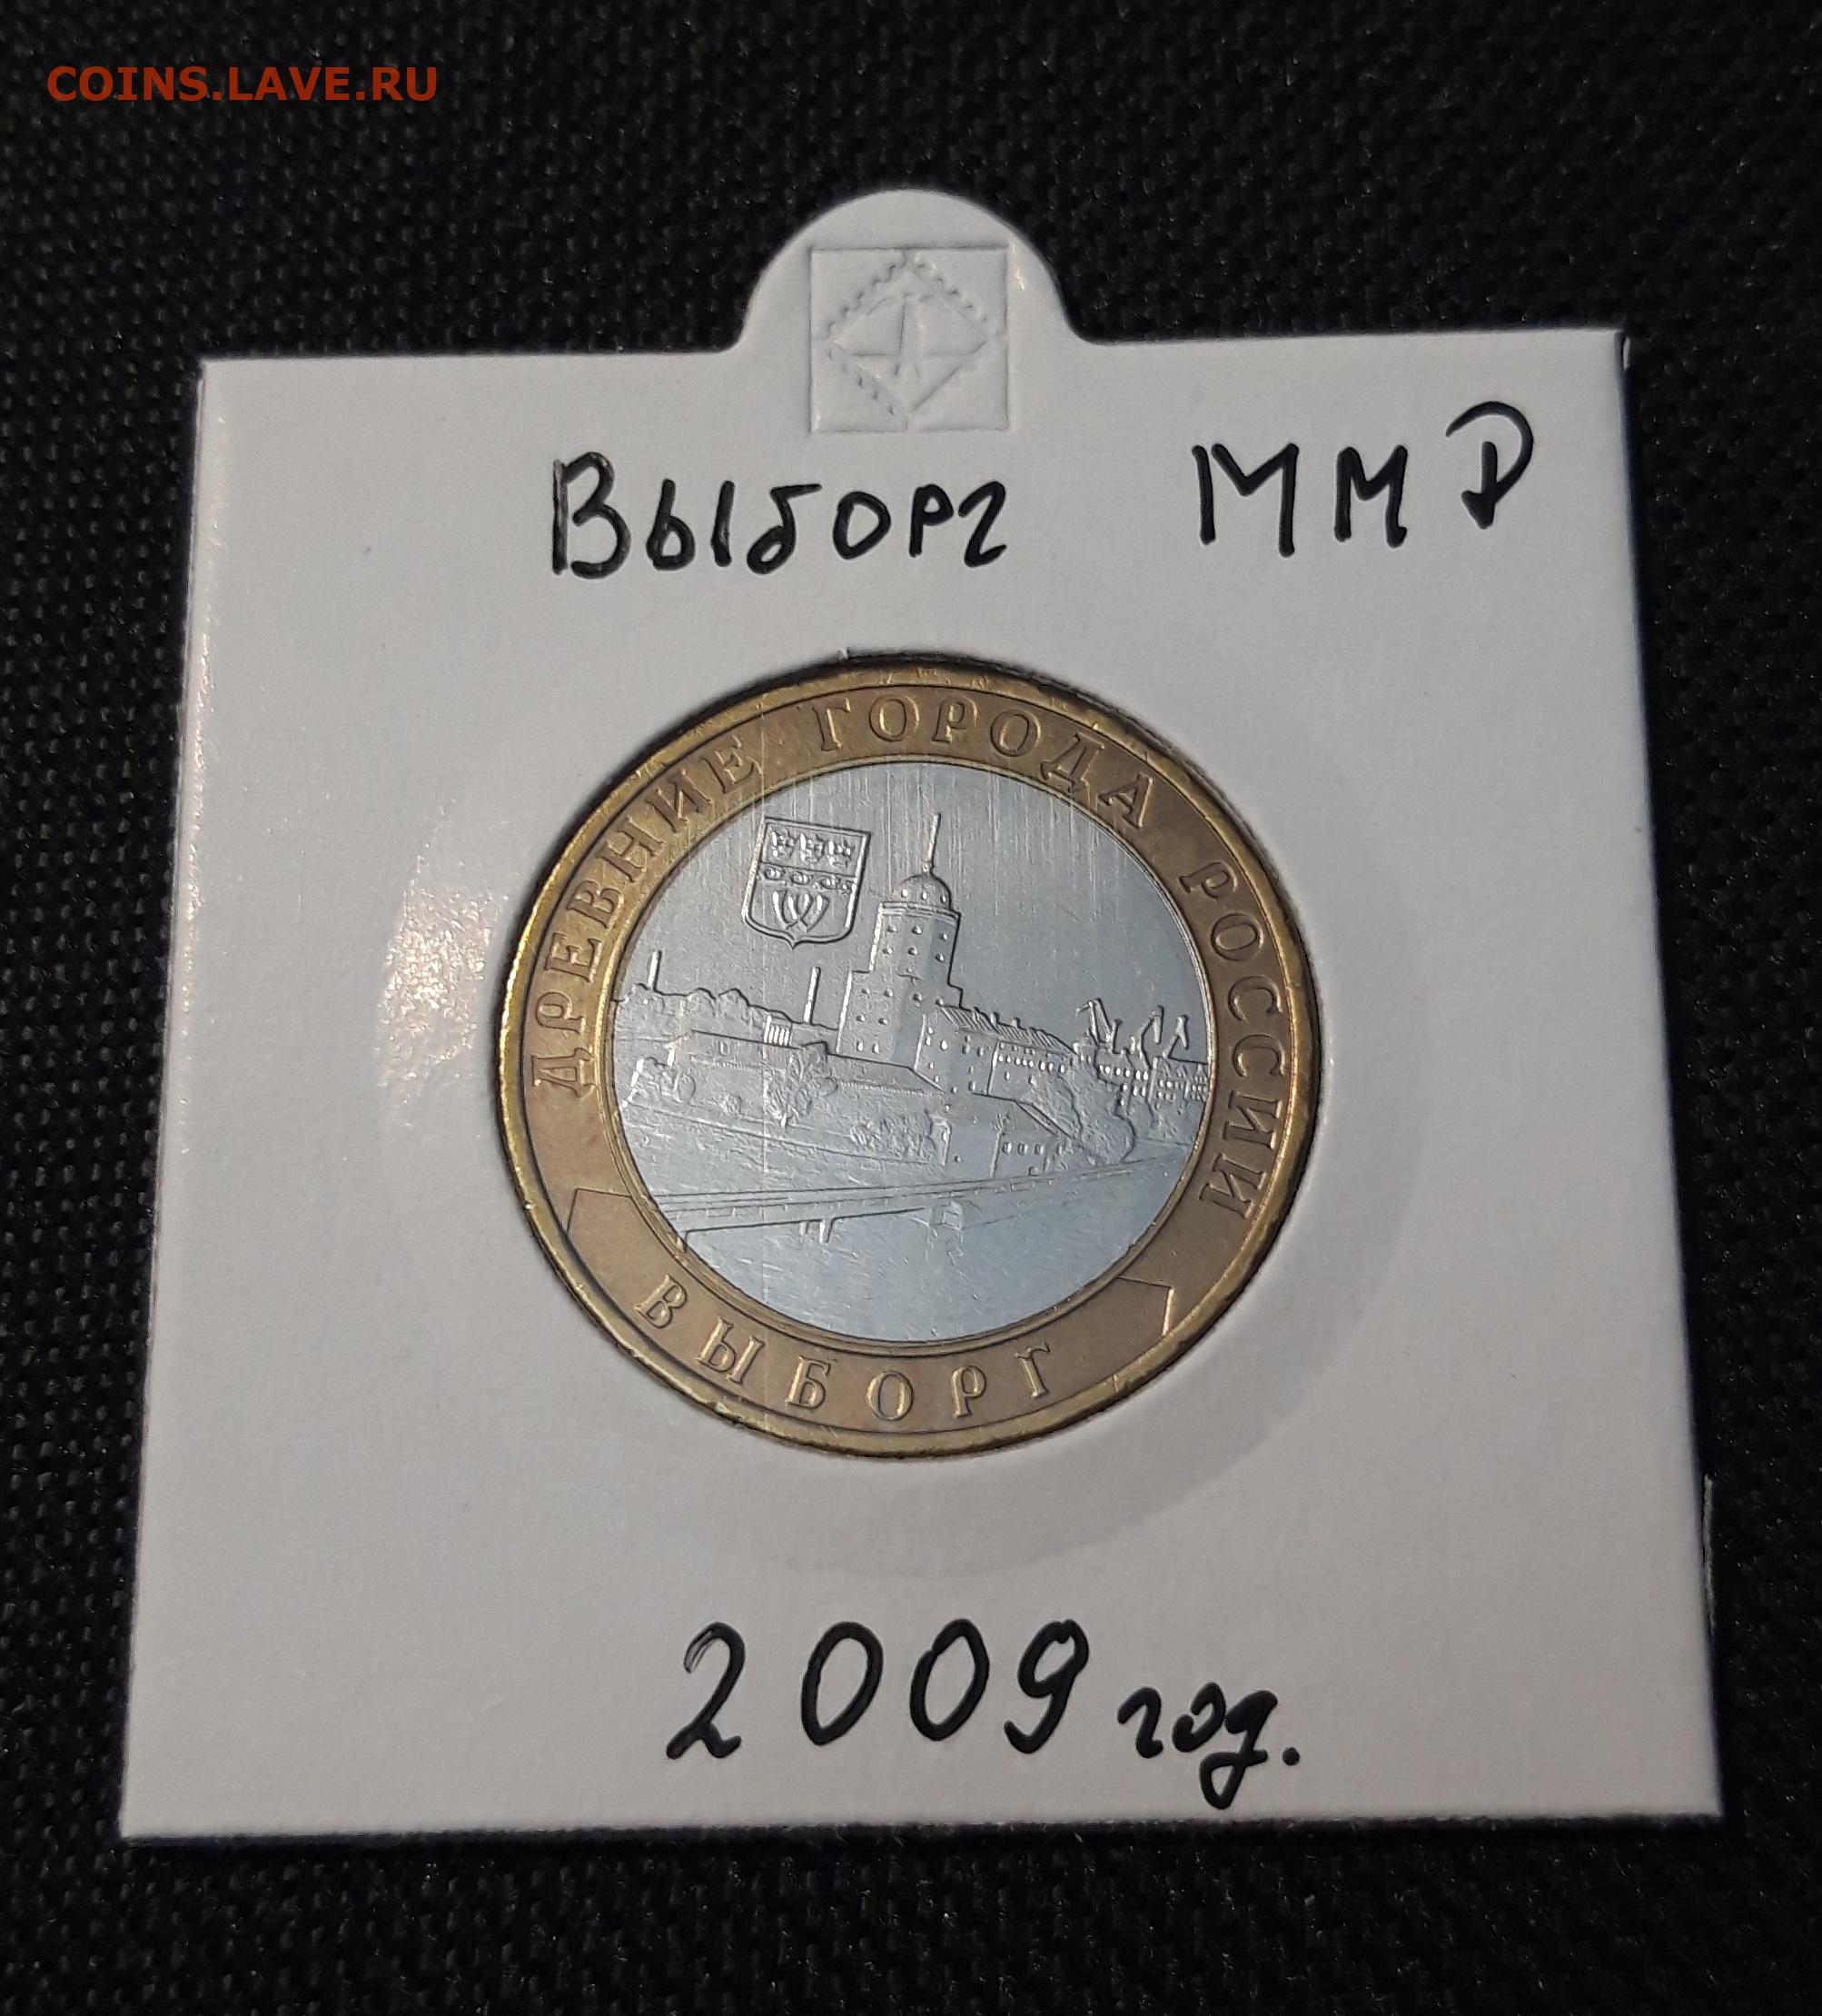 COINS.LAVE.RU
Выборг ММД
ДРЕВНИЕ ГОРОДА РОССИИ
ВЫБОРГ
2009 год.